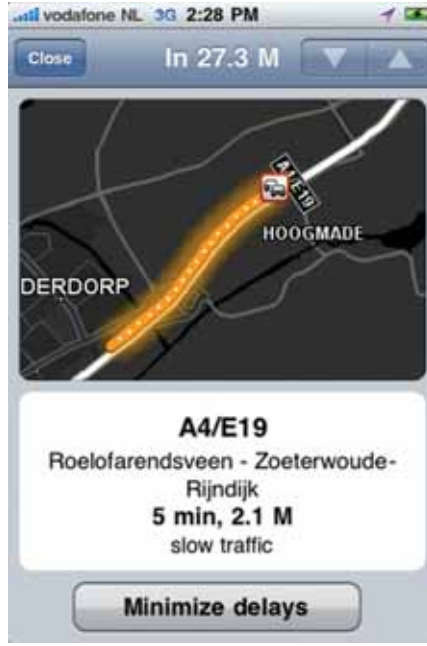 vodafone NL 3G 2:28 PM
Close In 27.3 M
A4/E19
HOOGMADE
DERDORP
A4/E19
Roelofarendsveen - Zoeterwoude-
Rijndijk
5 min, 2.1 M
slow traffic
Minimize delays